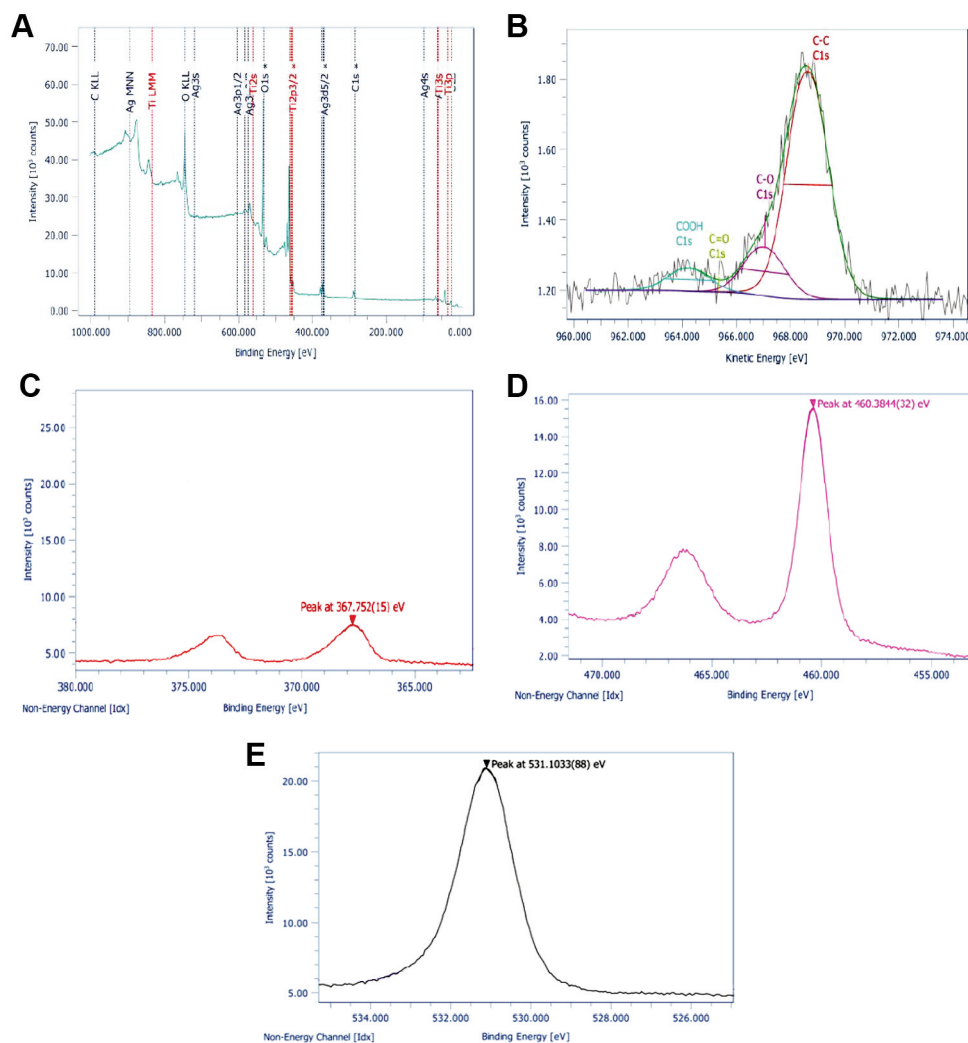 A
70.00
60.00
50.00
40.00
30.00
20.00
10.00
0.00
Intensity [10³ counts]
C KLL
Ag MNN
Ti LMM
O KLL
Ag3s
Ag3p1/2
Ag3
Ti2s
O1s *
Ti2p3/2 *
Ag3d5/2 *
C1s *
Ag4s
Ti3s
Ti3p
1000.000 800.000 600.000 400.000 200.000 0.000
Binding Energy [eV]
B
1.80
1.60
1.40
1.20
Intensity [10³ counts]
C-C
C1s
C-O
C1s
COOH
C1s
C=O
C1s
960.000 962.000 964.000 966.000 968.000 970.000 972.000 974.00
Kinetic Energy [eV]
C
25.00
20.00
15.00
10.00
5.00
Intensity [10³ counts]
Peak at 367.752(15) eV
380.000 375.000 370.000 365.000
Non-Energy Channel [Idx] Binding Energy [eV]
D
16.00
14.00
12.00
10.00
8.00
6.00
4.00
2.00
Intensity [10³ counts]
Peak at 460.3844(32) eV
470.000 465.000 460.000 455.000
Non-Energy Channel [Idx] Binding Energy [eV]
E
20.00
15.00
10.00
5.00
Intensity [10³ counts]
Peak at 531.1033(88) eV
534.000 532.000 530.000 528.000 526.000
Non-Energy Channel [Idx] Binding Energy [eV]